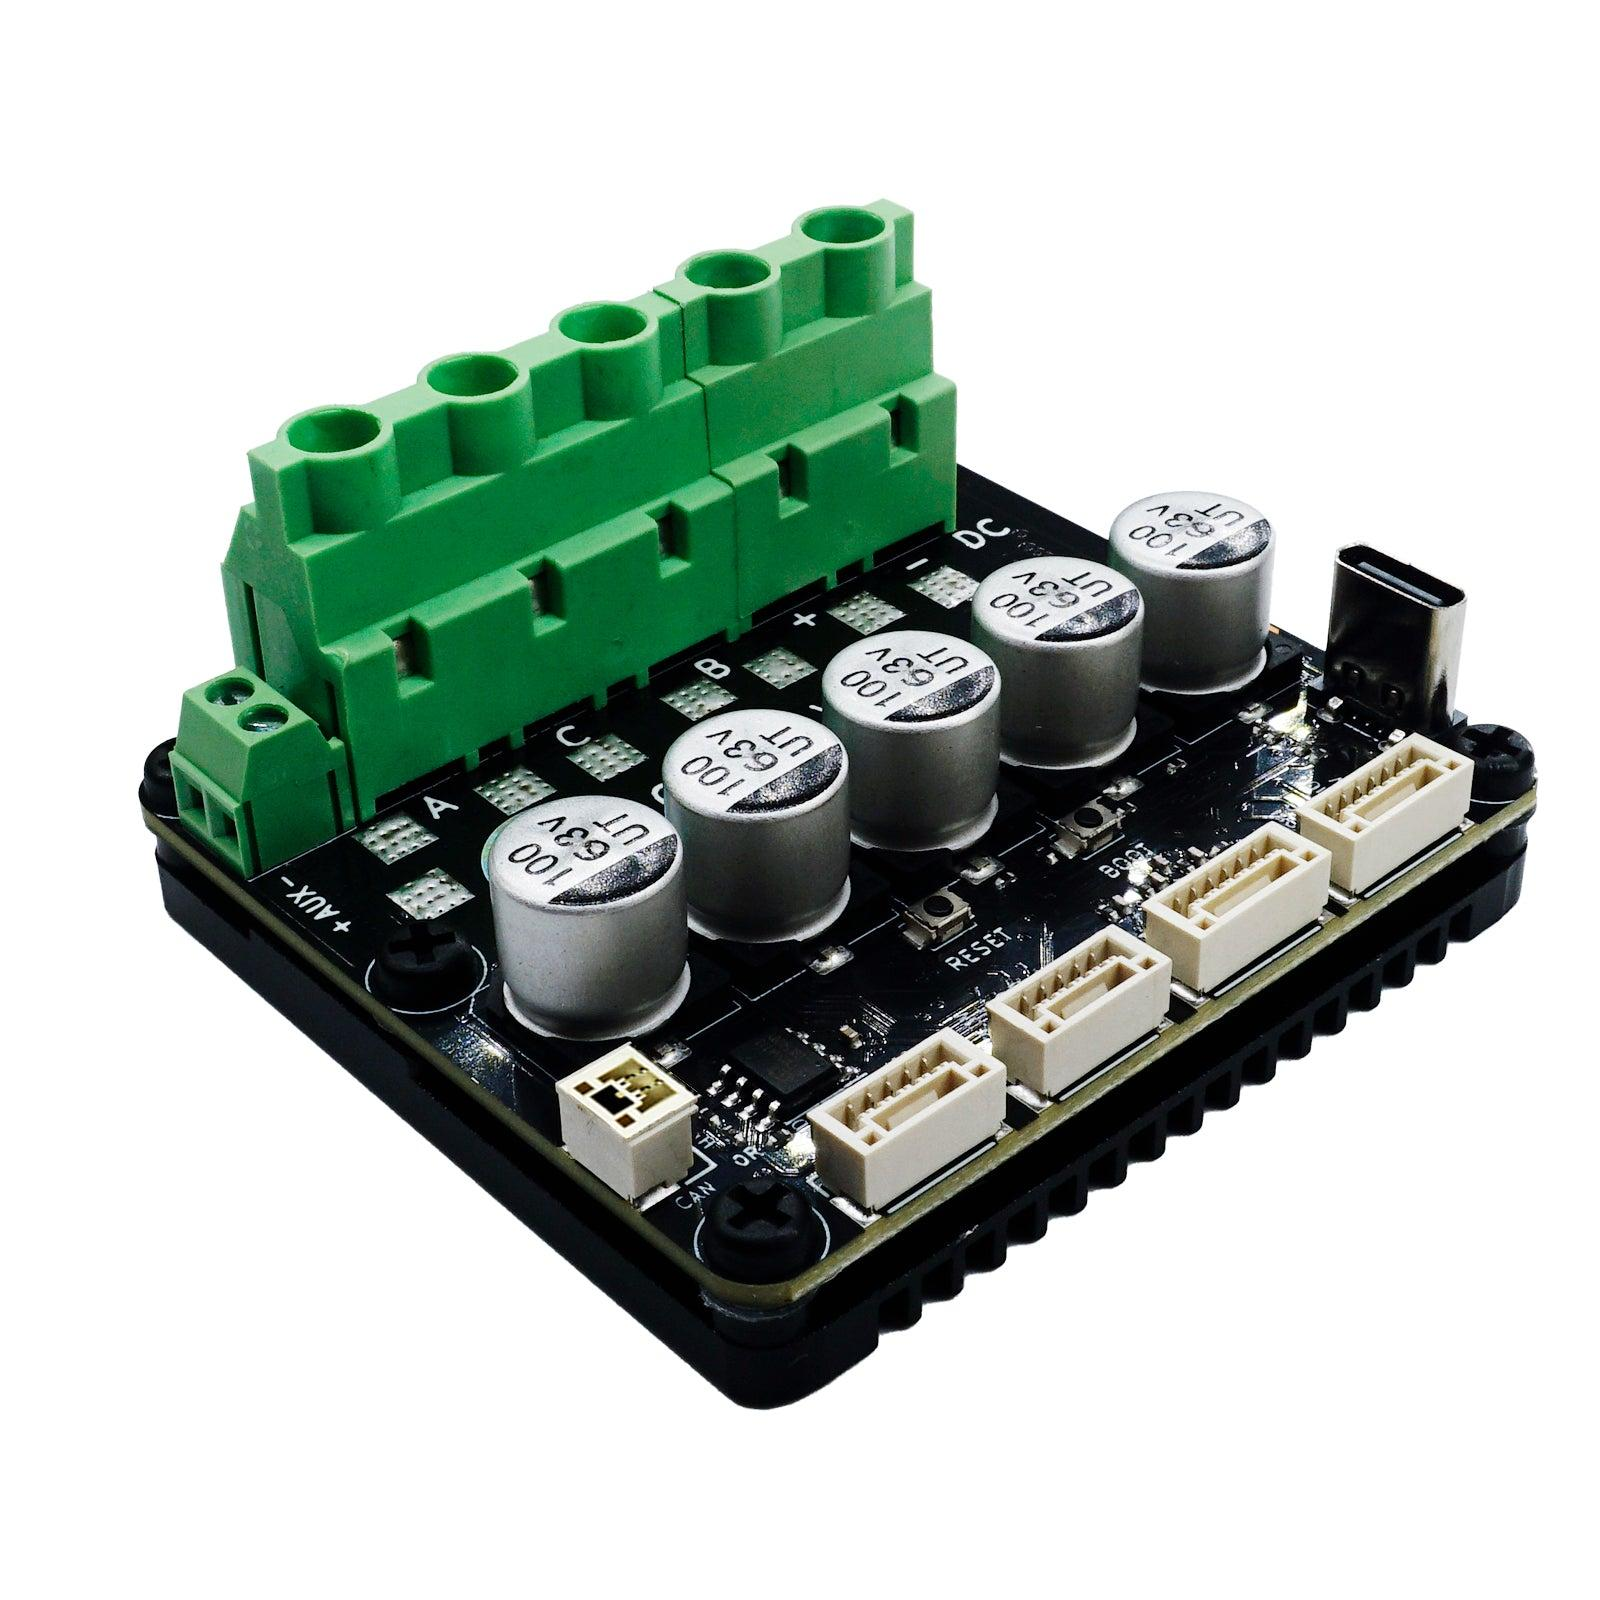 DC
-
+
B
C
A
+AUX-
100
63V
UT
100
63V
UT
100
63V
UT
100
63V
UT
100
63V
UT
BOOT
RESET
CAN
H